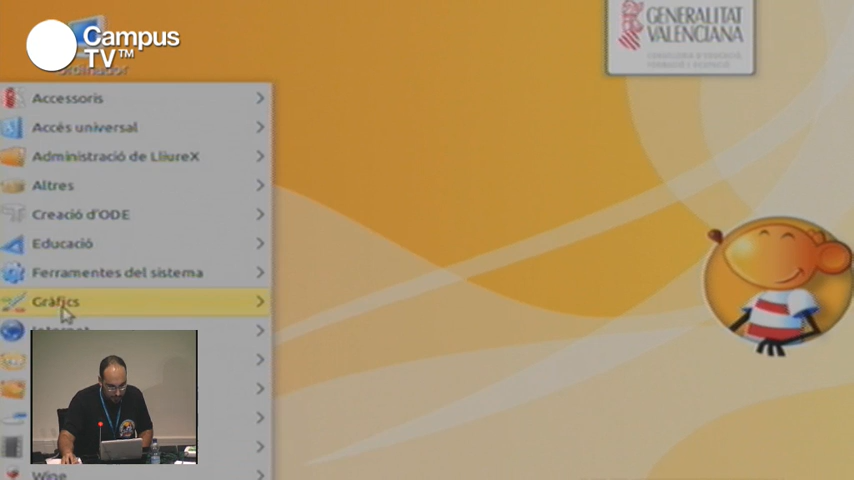 Campus
TV™
GENERALITAT
VALENCIANA
Accessoris
Accés universal
Administració de LliureX
Altres
Creació d'ODE
Educació
Ferramentes del sistema
Gràfics
Internet
Wine